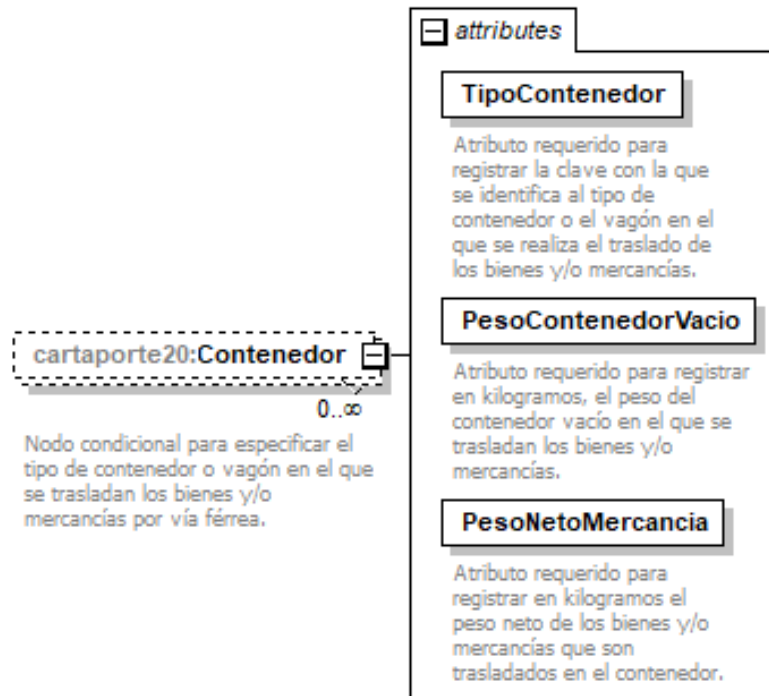 attributes
TipoContenedor
Atributo requerido para
registrar la clave con la que
se identifica al tipo de
contenedor o el vagón en el
que se realiza el traslado de
los bienes y/o mercancías.
PesoContenedorVacio
Atributo requerido para registrar
en kilogramos, el peso del
contenedor vacío en el que se
trasladan los bienes y/o
mercancías.
PesoNetoMercancia
Atributo requerido para
registrar en kilogramos el
peso neto de los bienes y/o
mercancías que son
trasladados en el contenedor.
cartaporte20:Contenedor
0..∞
Nodo condicional para especificar el
tipo de contenedor o vagón en el que
se trasladan los bienes y/o
mercancías por vía férrea.